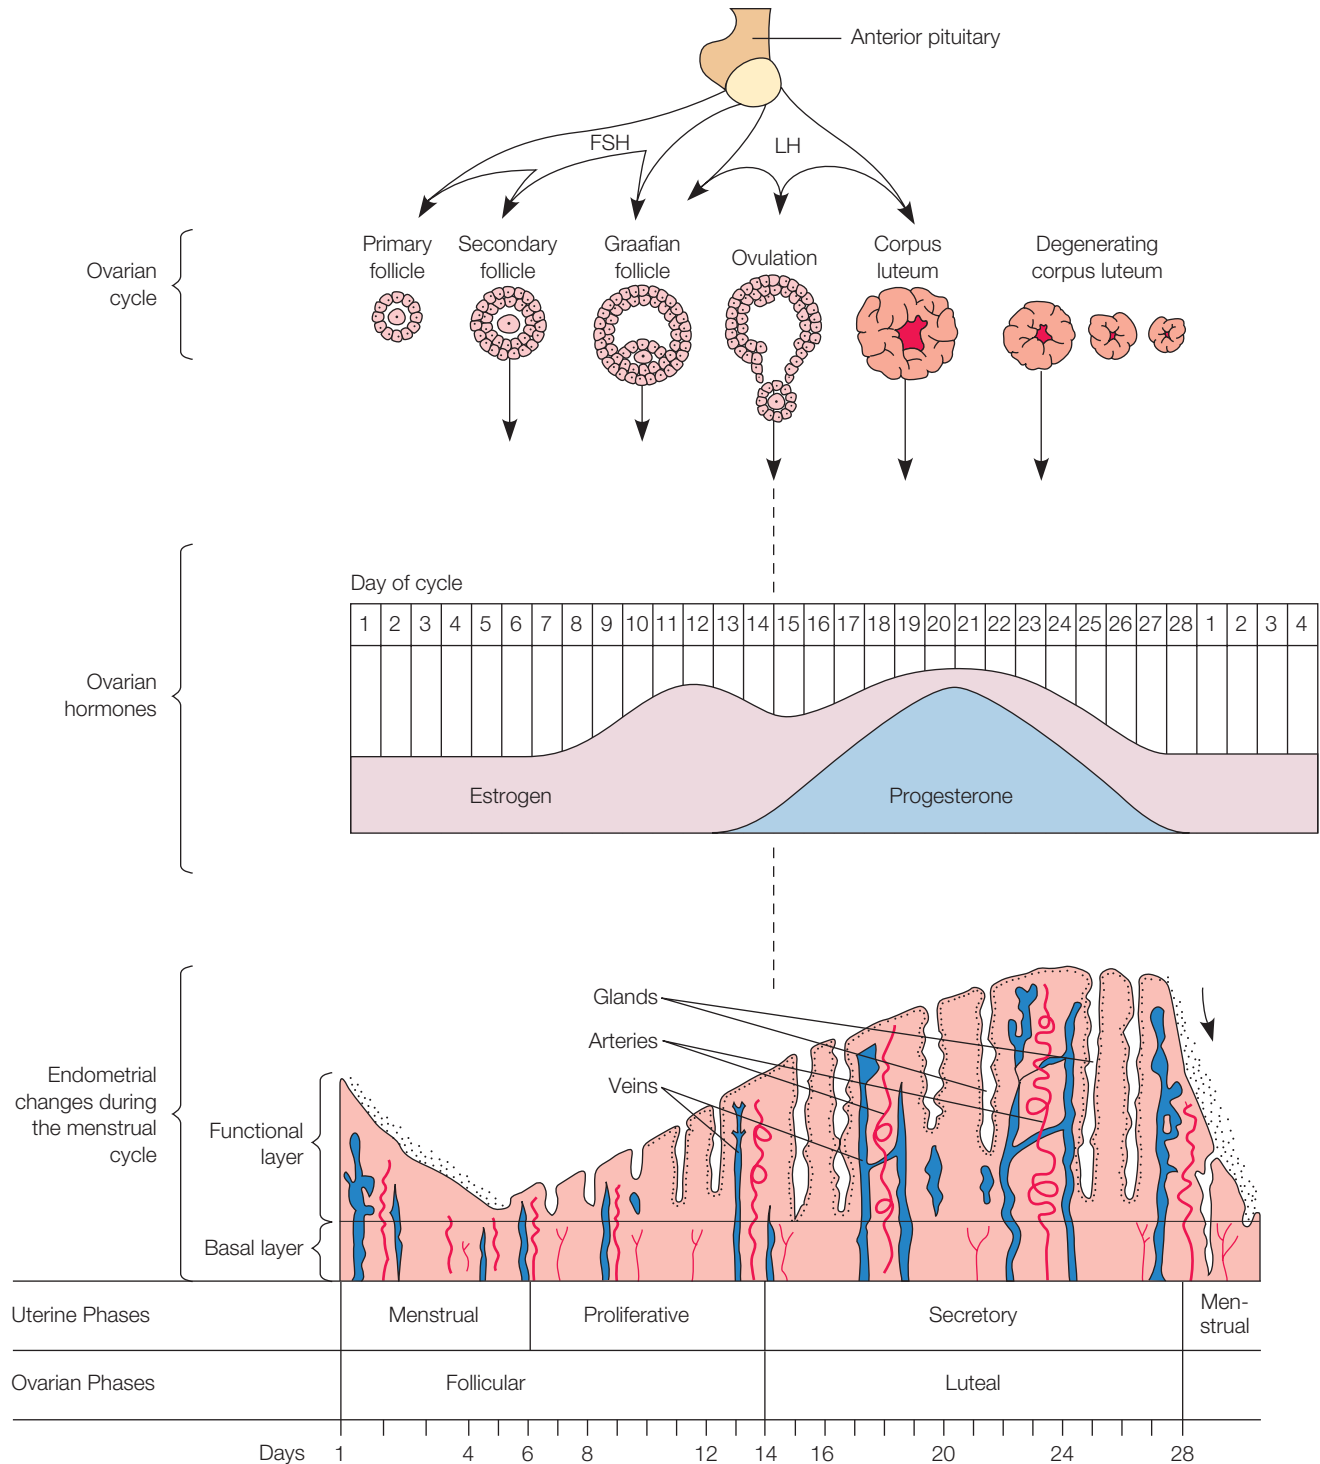 Anterior pituitary
FSH
LH
Ovarian
cycle
Primary
follicle
Secondary
follicle
Graafian
follicle
Ovulation
Corpus
luteum
Degenerating
corpus luteum
Day of cycle
1 2 3 4 5 6 7 8 9 10 11 12 13 14 15 16 17 18 19 20 21 22 23 24 25 26 27 28 1 2 3 4
Ovarian
hormones
Estrogen
Progesterone
Glands
Arteries
Veins
Endometrial
changes during
the menstrual
cycle
Functional
layer
Basal layer
Uterine Phases
Menstrual
Proliferative
Secretory
Men-
strual
Ovarian Phases
Follicular
Luteal
Days 1 4 6 8 12 14 16 20 24 28